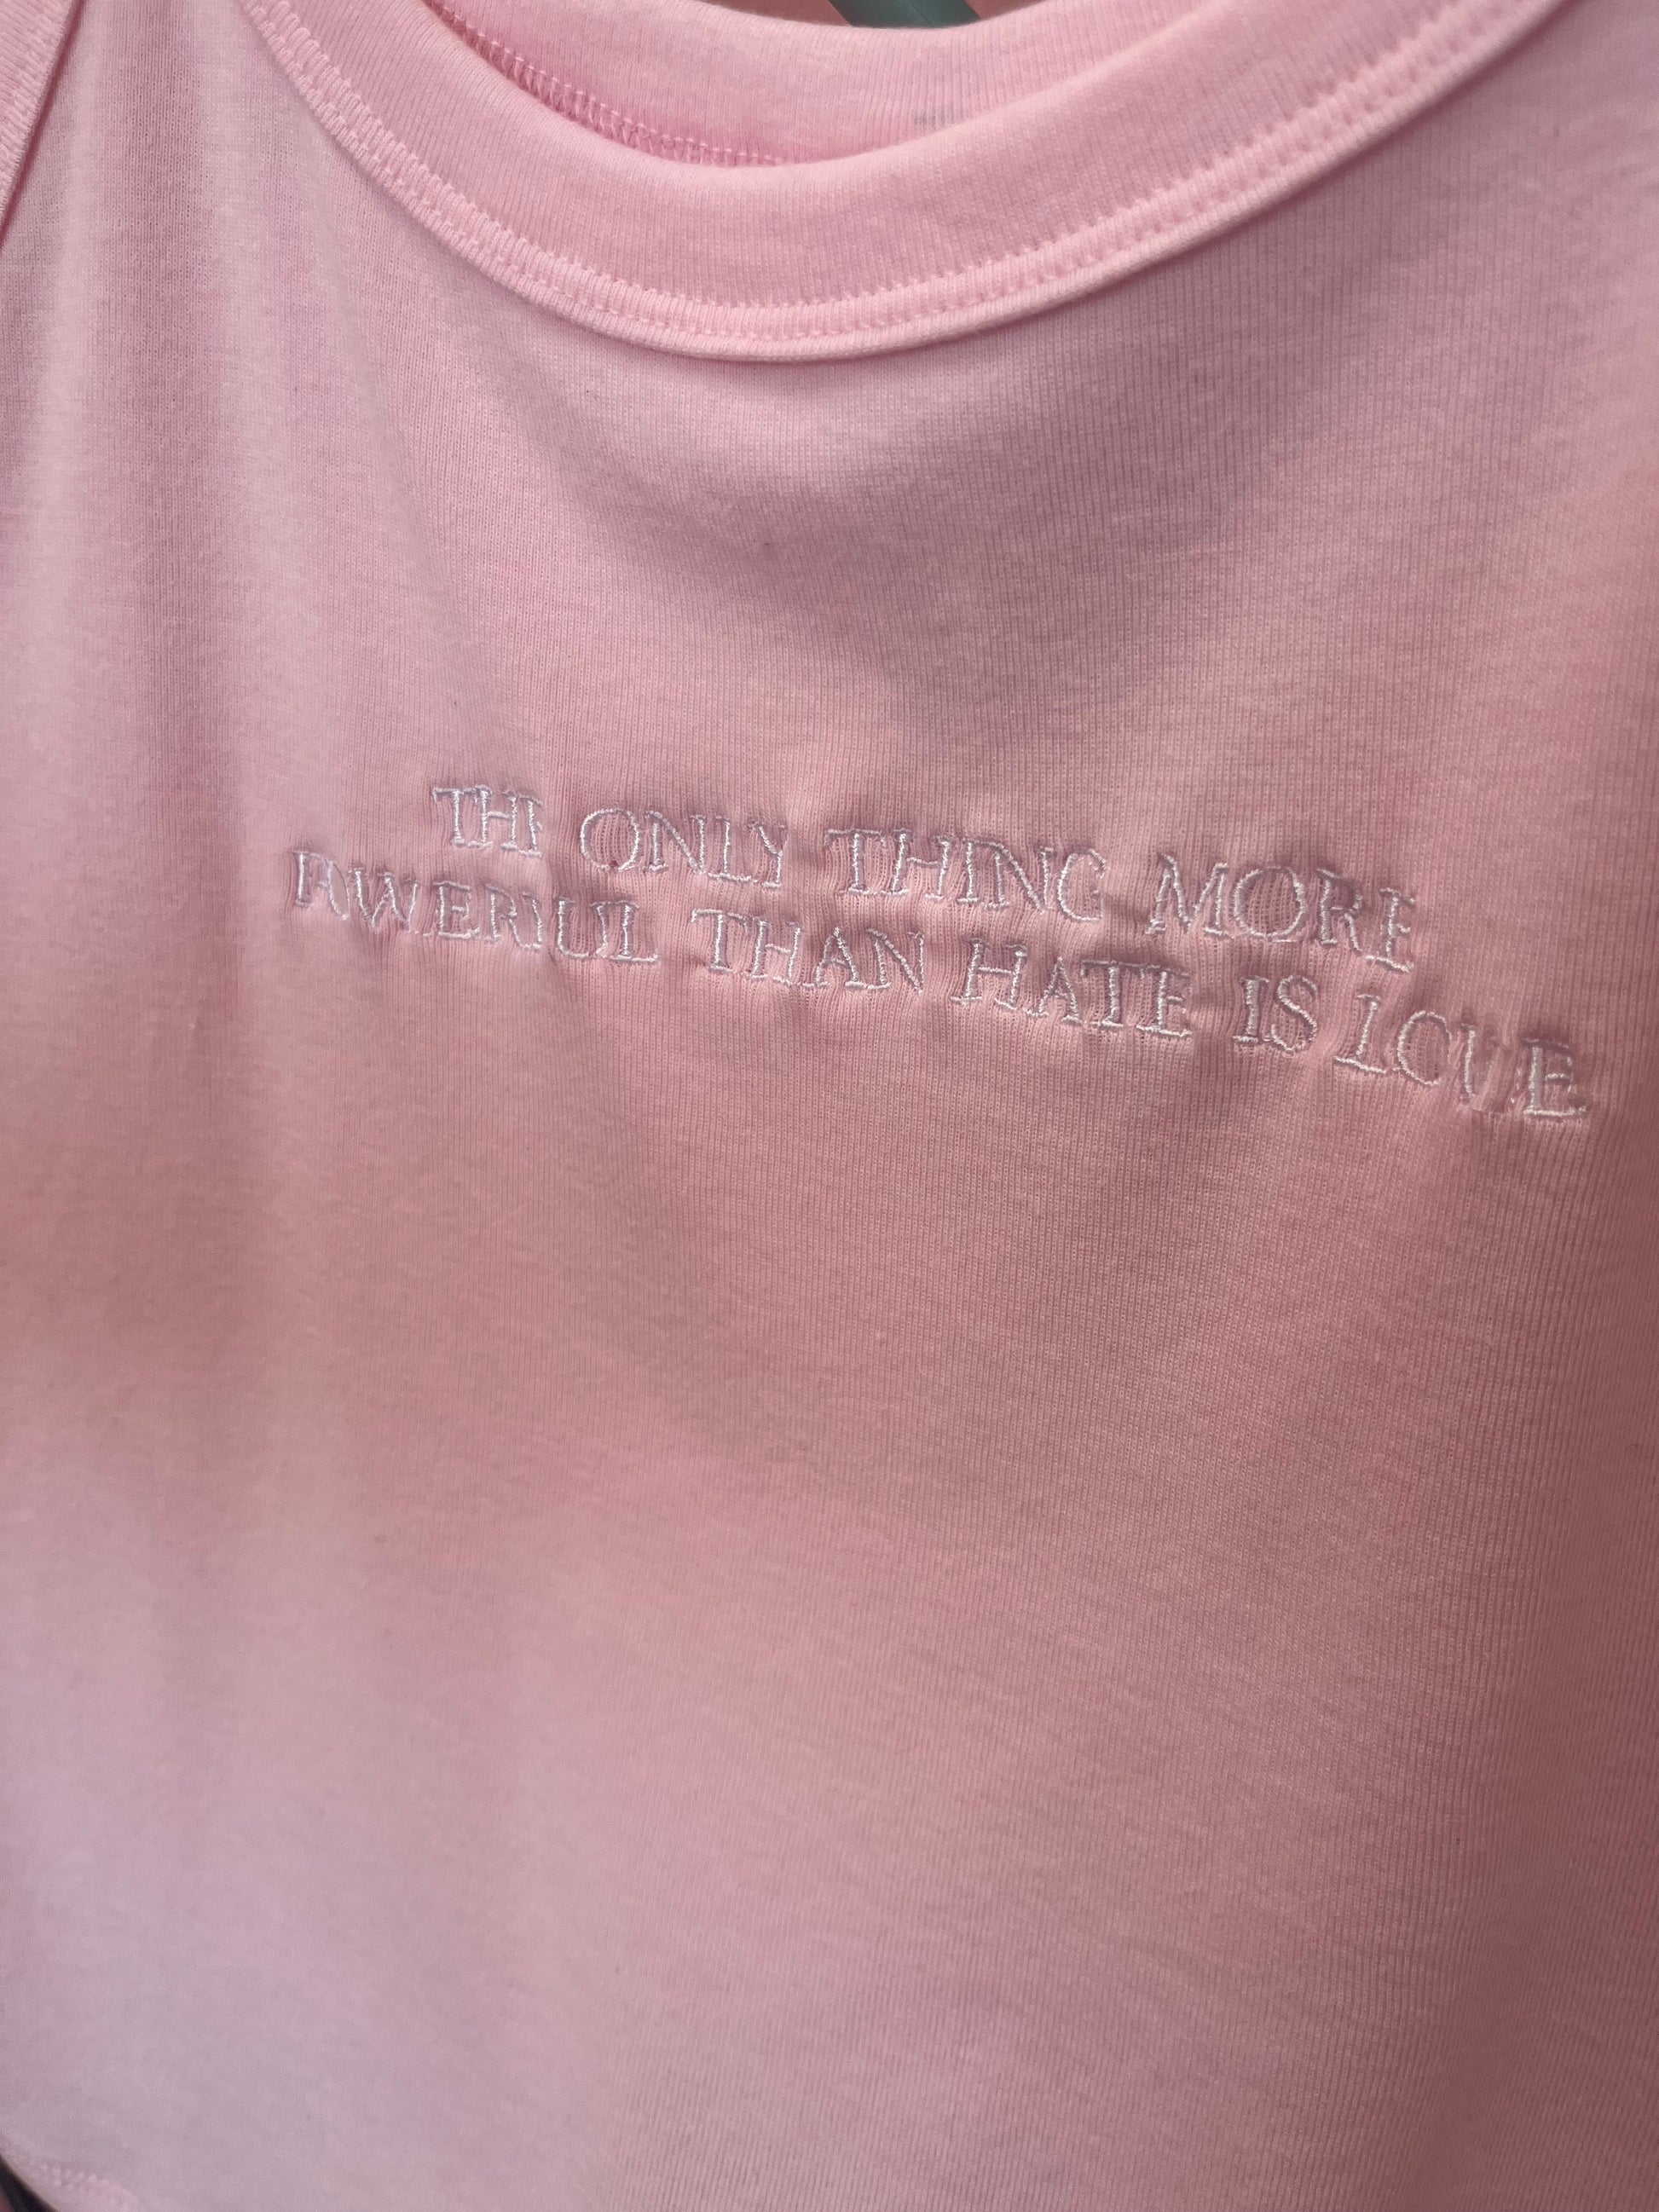 THE ONLY THING MORE
POWERFUL THAN HATE IS LOVE